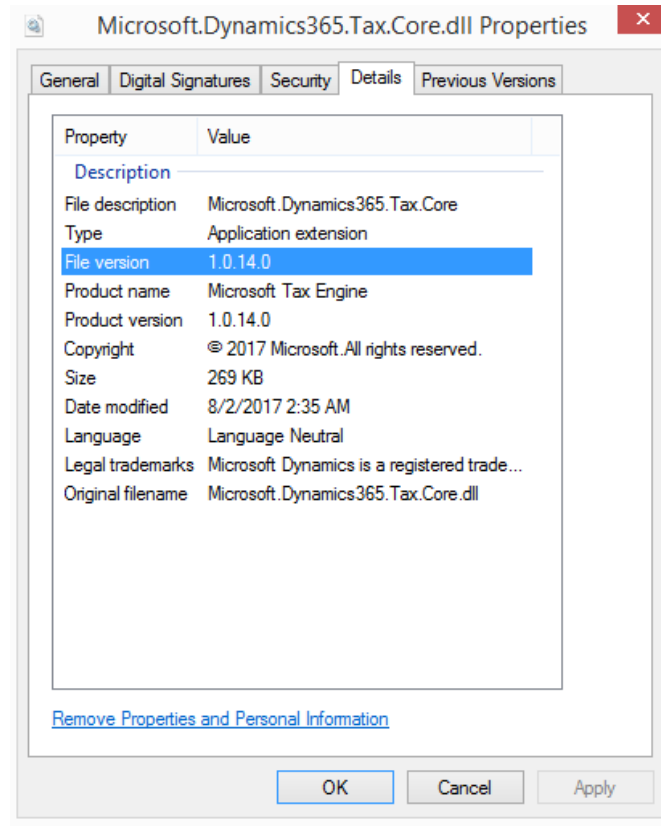 Microsoft.Dynamics365.Tax.Core.dll Properties
General Digital Signatures Security Details Previous Versions
Property Value
Description
File description Microsoft.Dynamics365.Tax.Core
Type Application extension
File version 1.0.14.0
Product name Microsoft Tax Engine
Product version 1.0.14.0
Copyright © 2017 Microsoft.All rights reserved.
Size 269 KB
Date modified 8/2/2017 2:35 AM
Language Language Neutral
Legal trademarks Microsoft Dynamics is a registered trade...
Original filename Microsoft.Dynamics365.Tax.Core.dll
Remove Properties and Personal Information
OK Cancel Apply